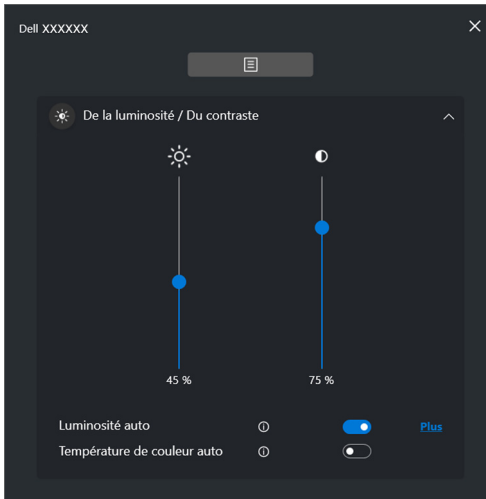 Dell XXXXXX
De la luminosité / Du contraste
45 %
75 %
Luminosité auto
Plus
Température de couleur auto